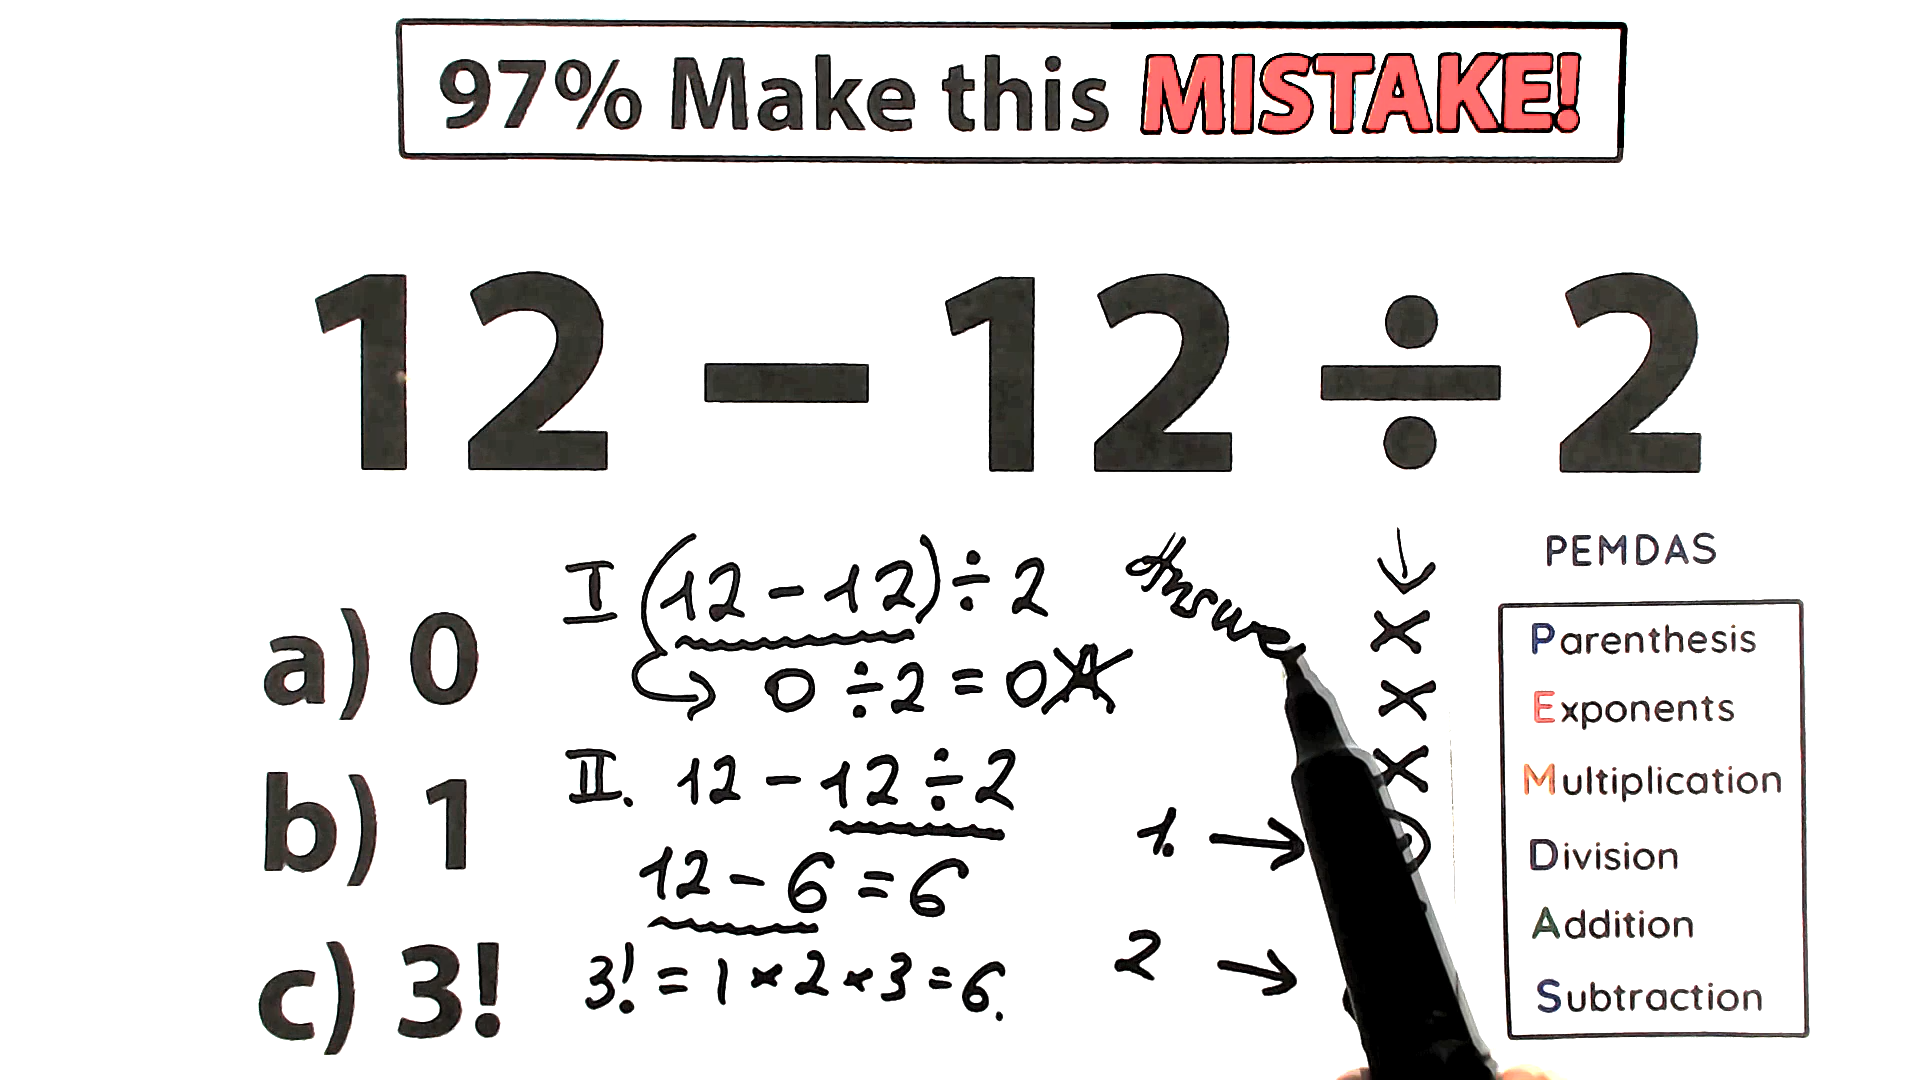 97% Make this MISTAKE!
12 – 12 ÷ 2
a) 0
b) 1
c) 3!
I (12 – 12) ÷ 2
0 ÷ 2 = 0
II. 12 – 12 ÷ 2
12 – 6 = 6
3! = 1 × 2 × 3 = 6.
Answe
↓
X
X
X
1. →
2 →
PEMDAS
Parenthesis
Exponents
Multiplication
Division
Addition
Subtraction